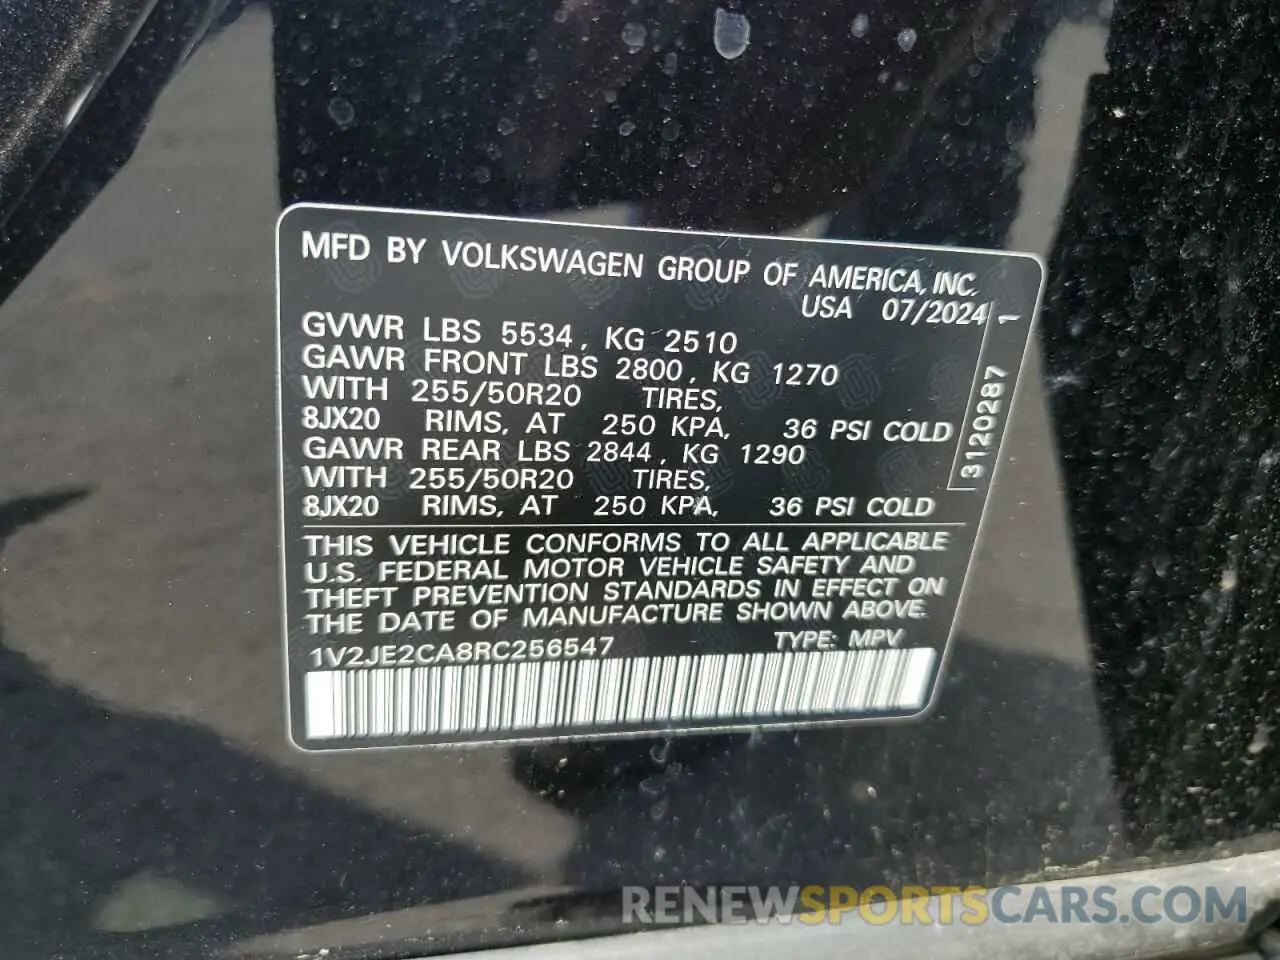 MFD BY VOLKSWAGEN GROUP OF AMERICA, INC.
USA 07/2024
GVWR LBS 5534, KG 2510
GAWR FRONT LBS 2800, KG 1270
WITH 255/50R20 TIRES,
8JX20 RIMS, AT 250 KPA, 36 PSI COLD
GAWR REAR LBS 2844, KG 1290
WITH 255/50R20 TIRES,
8JX20 RIMS, AT 250 KPA, 36 PSI COLD
3120287 1
THIS VEHICLE CONFORMS TO ALL APPLICABLE
U.S. FEDERAL MOTOR VEHICLE SAFETY AND
THEFT PREVENTION STANDARDS IN EFFECT ON
THE DATE OF MANUFACTURE SHOWN ABOVE.
1V2JE2CA8RC256547 TYPE: MPV
RENEWSPORTSCARS.COM